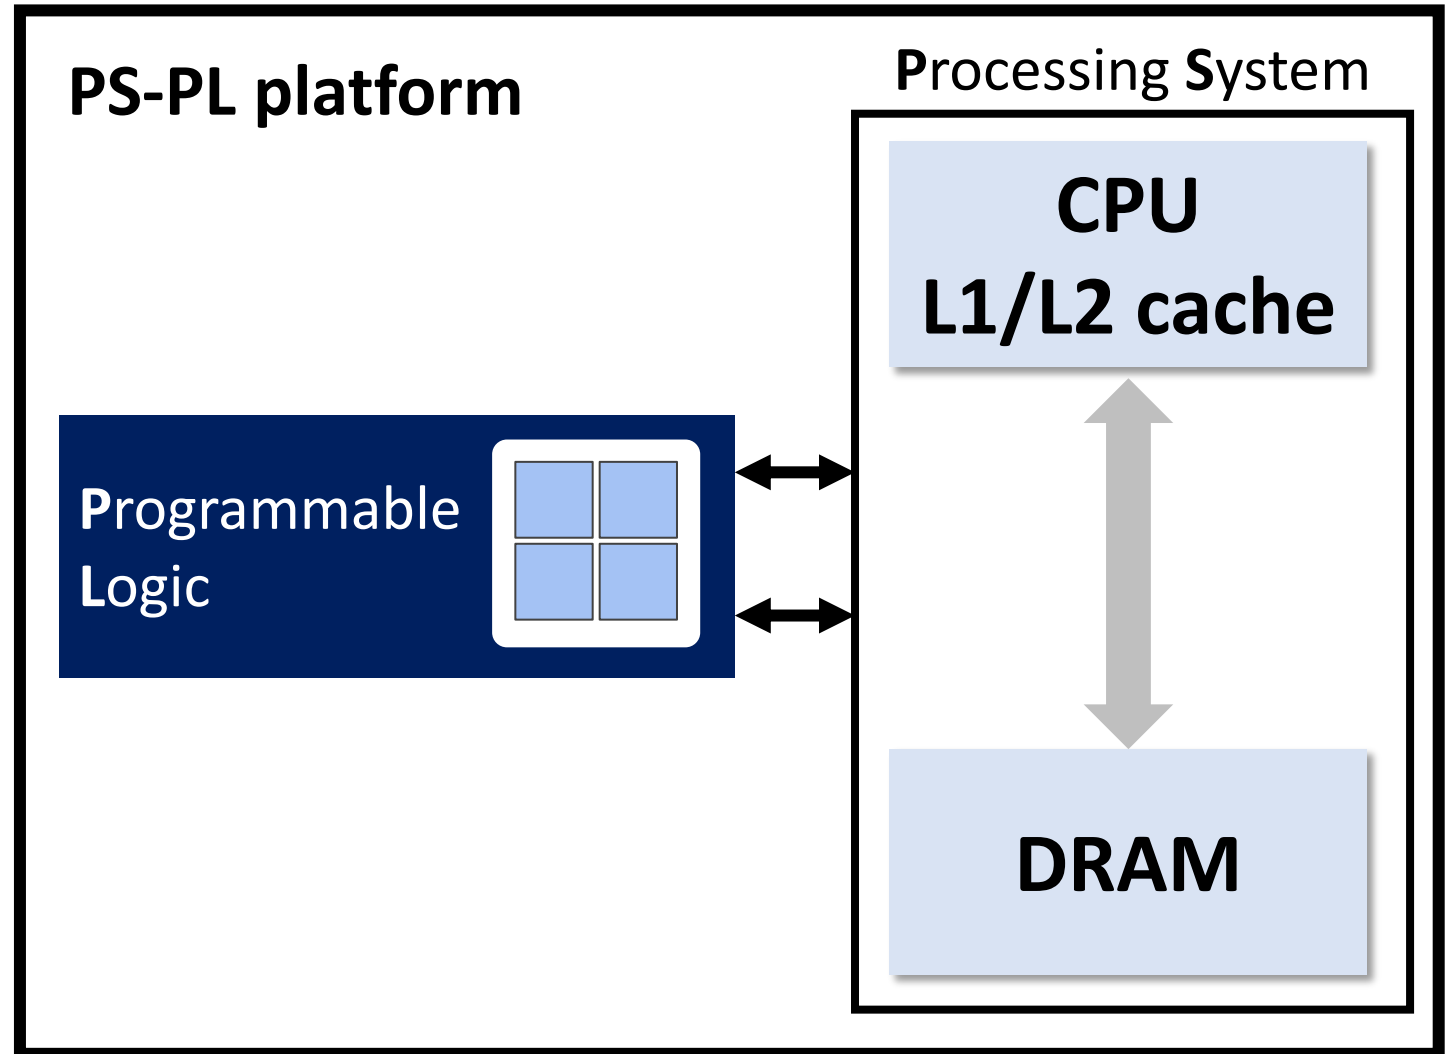 PS-PL platform
Processing System
CPU
L1/L2 cache
Programmable
Logic
DRAM